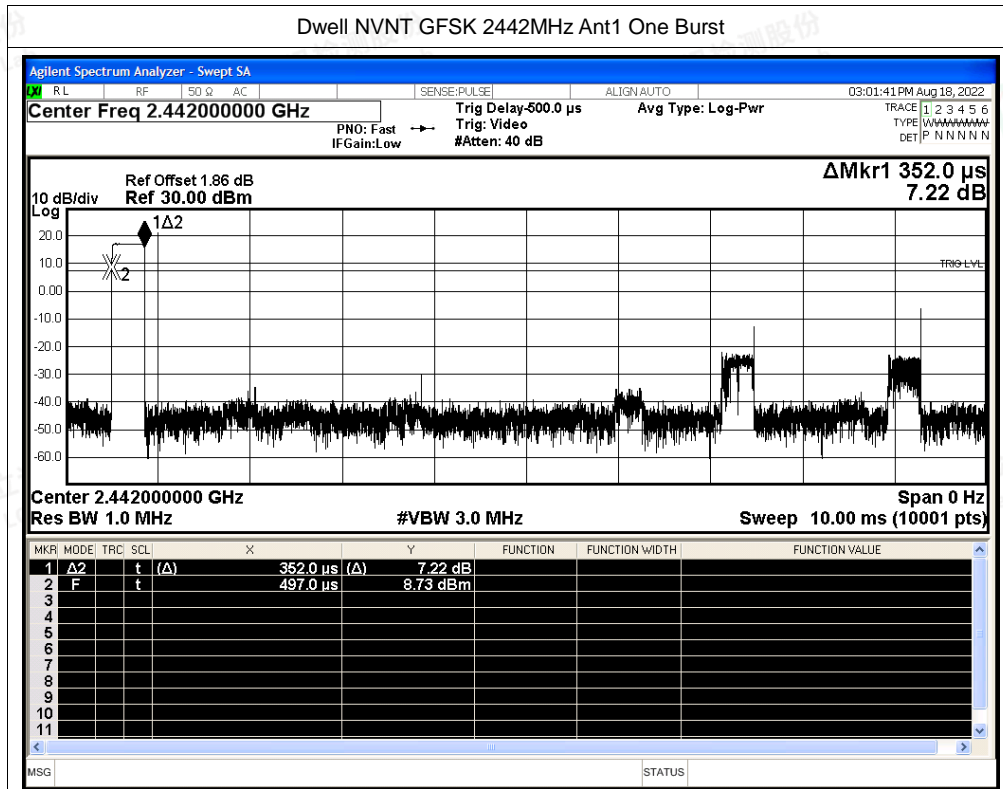 Dwell NVNT GFSK 2442MHz Ant1 One Burst
Agilent Spectrum Analyzer - Swept SA
LXI RL RF 50 Ω AC SENSE:PULSE ALIGN AUTO 03:01:41 PM Aug 18, 2022
Center Freq 2.442000000 GHz
PNO: Fast
IFGain:Low
Trig Delay-500.0 µs
Trig: Video
#Atten: 40 dB
Avg Type: Log-Pwr
TRACE 1 2 3 4 5 6
TYPE WWWWWW
DET P N N N N N
ΔMkr1 352.0 µs
7.22 dB
Ref Offset 1.86 dB
10 dB/div Ref 30.00 dBm
Log
1Δ2
20.0
10.0
2
TRIG LVL
0.00
-10.0
-20.0
-30.0
-40.0
-50.0
-60.0
Center 2.442000000 GHz Span 0 Hz
Res BW 1.0 MHz #VBW 3.0 MHz Sweep 10.00 ms (10001 pts)
MKR MODE TRC SCL X Y FUNCTION FUNCTION WIDTH FUNCTION VALUE
1 Δ2 t (Δ) 352.0 µs (Δ) 7.22 dB
2 F t 497.0 µs 8.73 dBm
3
4
5
6
7
8
9
10
11
MSG STATUS